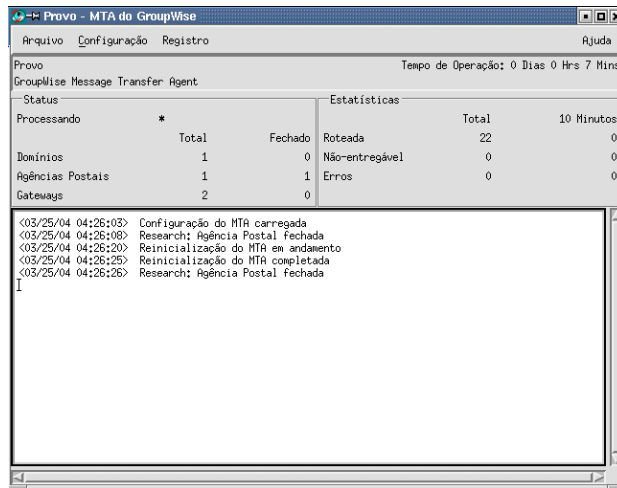 Provo - MTA do GroupWise
Arquivo Configuração Registro Ajuda
Provo Tempo de Operação: 0 Dias 0 Hrs 7 Mins
GroupWise Message Transfer Agent
Status Estatísticas
Processando * Total 10 Minutos
Total Fechado Roteada 22 0
Domínios 1 0 Não-entregável 0 0
Agências Postais 1 1 Erros 0 0
Gateways 2 0
<03/25/04 04:26:03> Configuração do MTA carregada
<03/25/04 04:26:08> Research: Agência Postal fechada
<03/25/04 04:26:20> Reinicialização do MTA em andamento
<03/25/04 04:26:25> Reinicialização do MTA completada
<03/25/04 04:26:26> Research: Agência Postal fechada